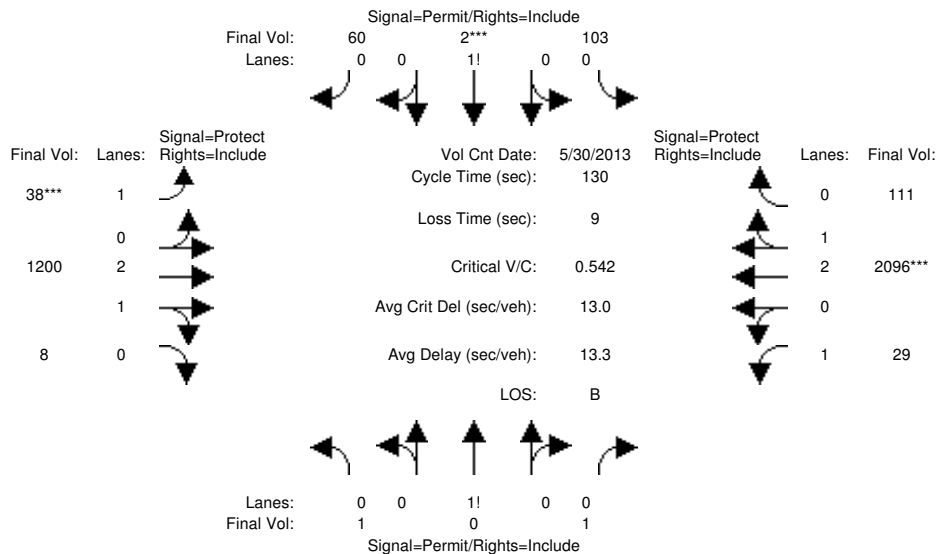 Signal=Permit/Rights=Include
Final Vol: 60 2*** 103
Lanes: 0 0 1! 0 0
Signal=Protect Signal=Protect
Final Vol: Lanes: Rights=Include Vol Cnt Date: 5/30/2013 Rights=Include Lanes: Final Vol:
Cycle Time (sec): 130
38*** 1 0 111
Loss Time (sec): 9
0 1
1200 2 Critical V/C: 0.542 2 2096***
1 Avg Crit Del (sec/veh): 13.0 0
8 0 Avg Delay (sec/veh): 13.3 1 29
LOS: B
Lanes: 0 0 1! 0 0
Final Vol: 1 0 1
Signal=Permit/Rights=Include